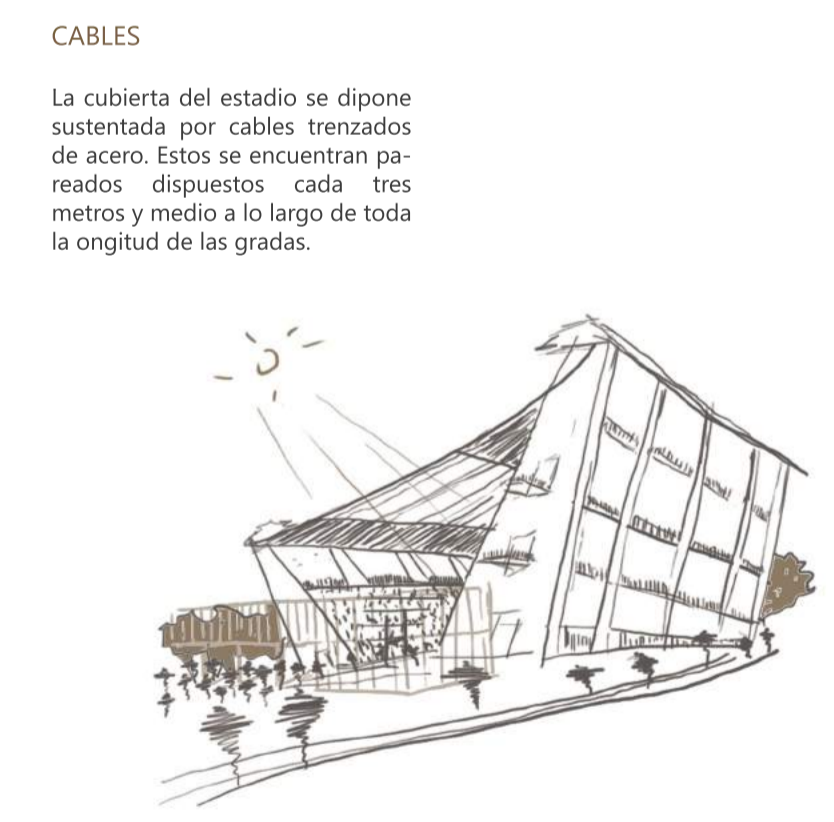 CABLES
La cubierta del estadio se dipone
sustentada por cables trenzados
de acero. Estos se encuentran pa-
reados dispuestos cada tres
metros y medio a lo largo de toda
la ongitud de las gradas.